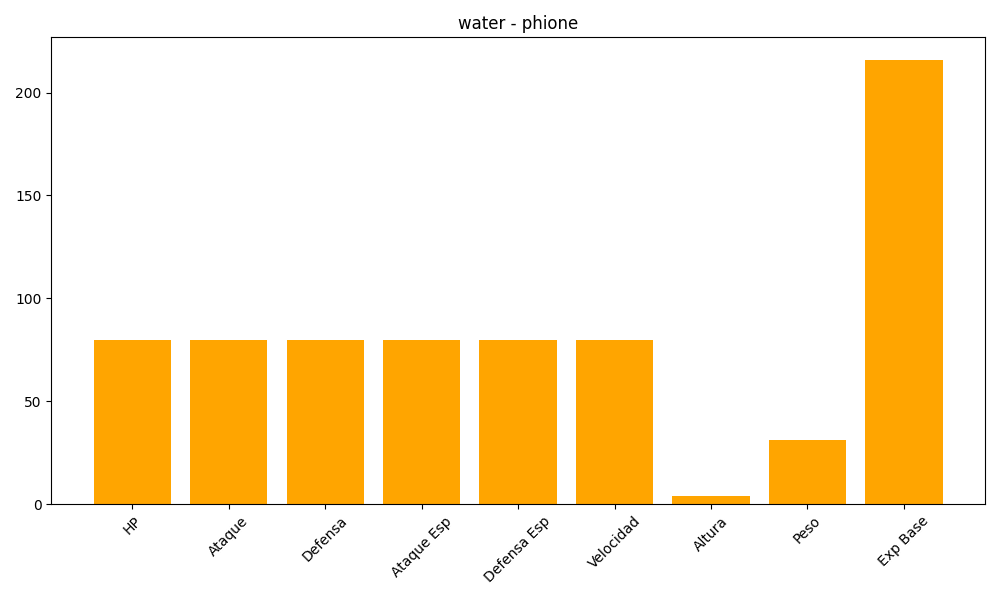 water - phione
200
150
100
50
0
HP
Ataque
Defensa
Ataque Esp
Defensa Esp
Velocidad
Altura
Peso
Exp Base